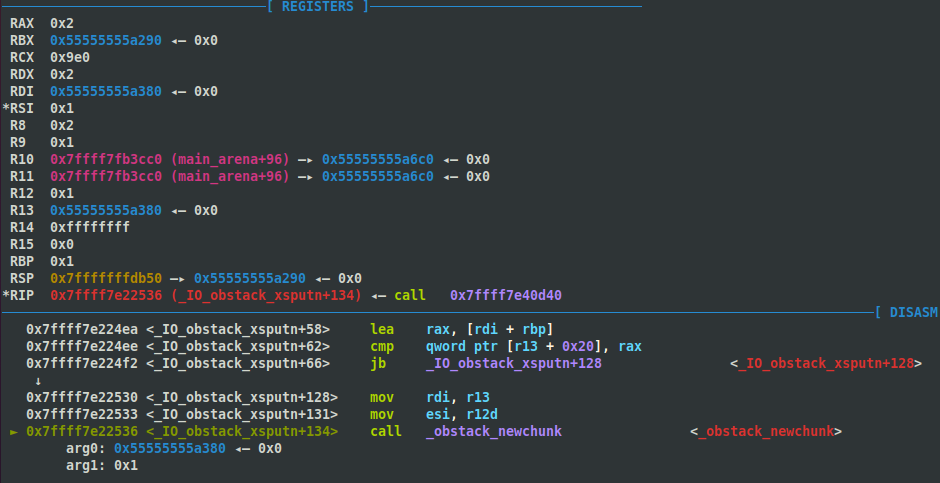 [ REGISTERS ]
RAX  0x2
RBX  0x55555555a290 ◂— 0x0
RCX  0x9e0
RDX  0x2
RDI  0x55555555a380 ◂— 0x0
*RSI  0x1
R8   0x2
R9   0x1
R10  0x7ffff7fb3cc0 (main_arena+96) —▸ 0x55555555a6c0 ◂— 0x0
R11  0x7ffff7fb3cc0 (main_arena+96) —▸ 0x55555555a6c0 ◂— 0x0
R12  0x1
R13  0x55555555a380 ◂— 0x0
R14  0xffffffff
R15  0x0
RBP  0x1
RSP  0x7fffffffdb50 —▸ 0x55555555a290 ◂— 0x0
*RIP  0x7ffff7e22536 (_IO_obstack_xsputn+134) ◂— call   0x7ffff7e40d40
[ DISASM
0x7ffff7e224ea <_IO_obstack_xsputn+58>     lea    rax, [rdi + rbp]
0x7ffff7e224ee <_IO_obstack_xsputn+62>     cmp    qword ptr [r13 + 0x20], rax
0x7ffff7e224f2 <_IO_obstack_xsputn+66>     jb     _IO_obstack_xsputn+128                <_IO_obstack_xsputn+128>
↓
0x7ffff7e22530 <_IO_obstack_xsputn+128>    mov    rdi, r13
0x7ffff7e22533 <_IO_obstack_xsputn+131>    mov    esi, r12d
► 0x7ffff7e22536 <_IO_obstack_xsputn+134>    call   _obstack_newchunk                <_obstack_newchunk>
arg0: 0x55555555a380 ◂— 0x0
arg1: 0x1